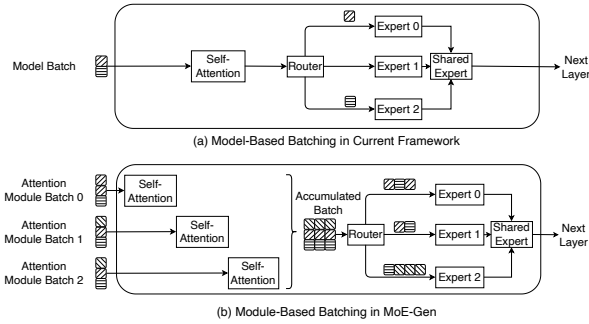 Model Batch
Self-
Attention
Router
Expert 0
Expert 1
Expert 2
Shared
Expert
Next
Layer
(a) Model-Based Batching in Current Framework
Attention
Module Batch 0
Self-
Attention
Attention
Module Batch 1
Self-
Attention
Attention
Module Batch 2
Self-
Attention
Accumulated
Batch
Router
Expert 0
Expert 1
Expert 2
Shared
Expert
Next
Layer
(b) Module-Based Batching in MoE-Gen